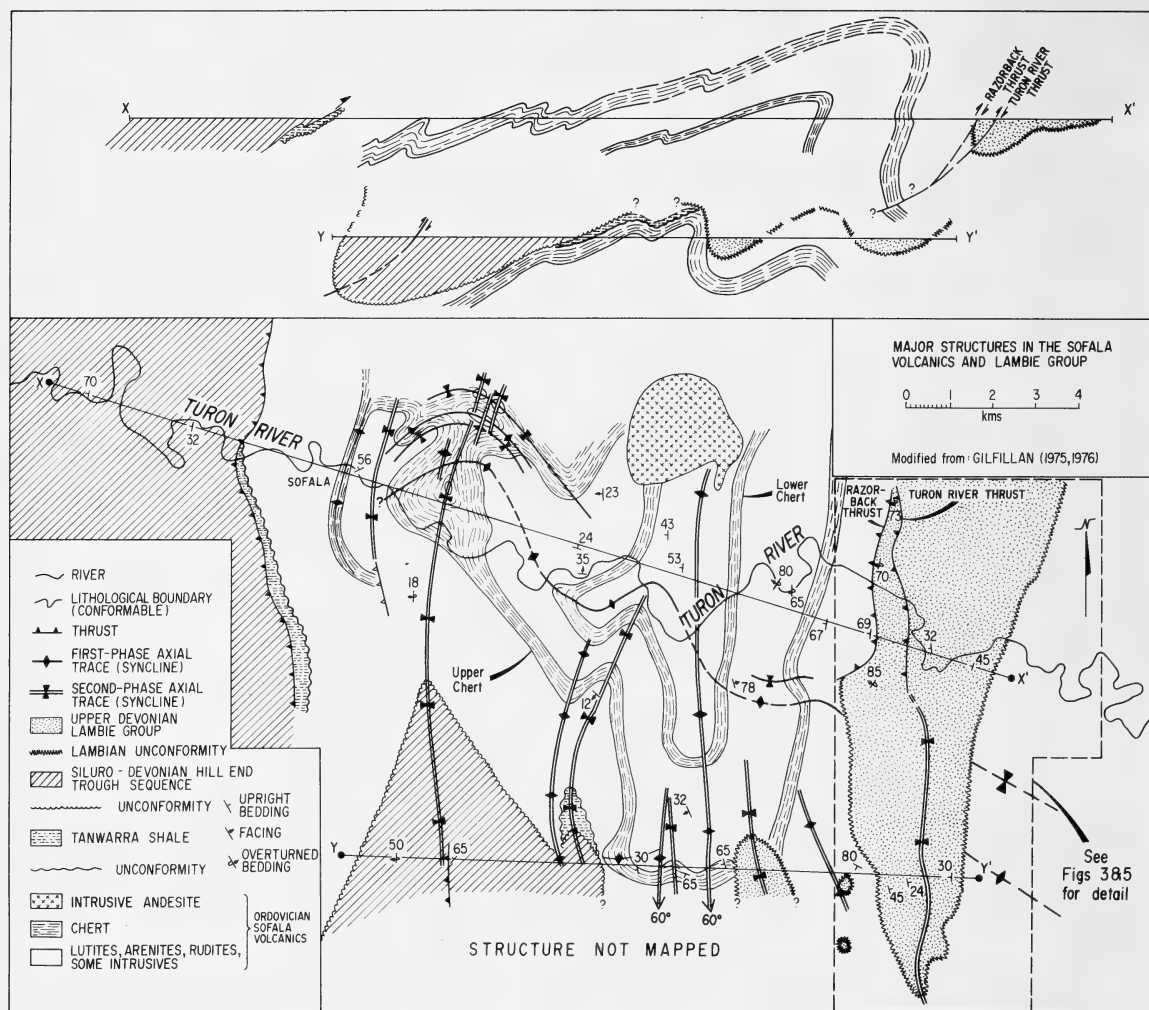 RAZORBACK
THRUST
TURON RIVER
THRUST
X
X'
?
?
?
?
?
Y
Y'
MAJOR STRUCTURES IN THE SOFALA
VOLCANICS AND LAMBIE GROUP
0 1 2 3 4
kms
Modified from: GILFILLAN (1975,1976)
X
70
32
TURON RIVER
SOFALA
56
?
23
43
24
35
53
18
Lower
Chert
TURON RIVER
80
65
67
Upper
Chert
12
78
RAZOR-
BACK
THRUST
TURON RIVER THRUST
N
70
69
32
45
X'
85
See
Figs 3&5
for detail
32
Y
50
65
30
65
65
80
45
24
30
Y'
?
?
?
?
60°
60°
STRUCTURE NOT MAPPED
RIVER
LITHOLOGICAL BOUNDARY
(CONFORMABLE)
THRUST
FIRST-PHASE AXIAL
TRACE (SYNCLINE)
SECOND-PHASE AXIAL
TRACE (SYNCLINE)
UPPER DEVONIAN
LAMBIE GROUP
LAMBIAN UNCONFORMITY
SILURO-DEVONIAN HILL END
TROUGH SEQUENCE
UNCONFORMITY
TANWARRA SHALE
UNCONFORMITY
UPRIGHT
BEDDING
FACING
OVERTURNED
BEDDING
INTRUSIVE ANDESITE
CHERT
LUTITES, ARENITES, RUDITES,
SOME INTRUSIVES
ORDOVICIAN
SOFALA
VOLCANICS